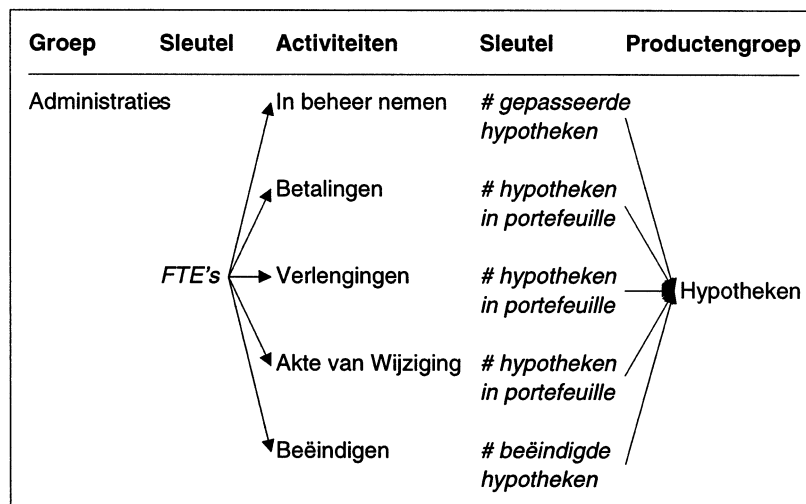 Groep Sleutel Activiteiten Sleutel Productengroep
Administraties In beheer nemen # gepasseerde
hypotheken
Betalingen # hypotheken
in portefeuille
FTE's Verlengingen # hypotheken Hypotheken
in portefeuille
Akte van Wijziging # hypotheken
in portefeuille
Beëindigen # beëindigde
hypotheken